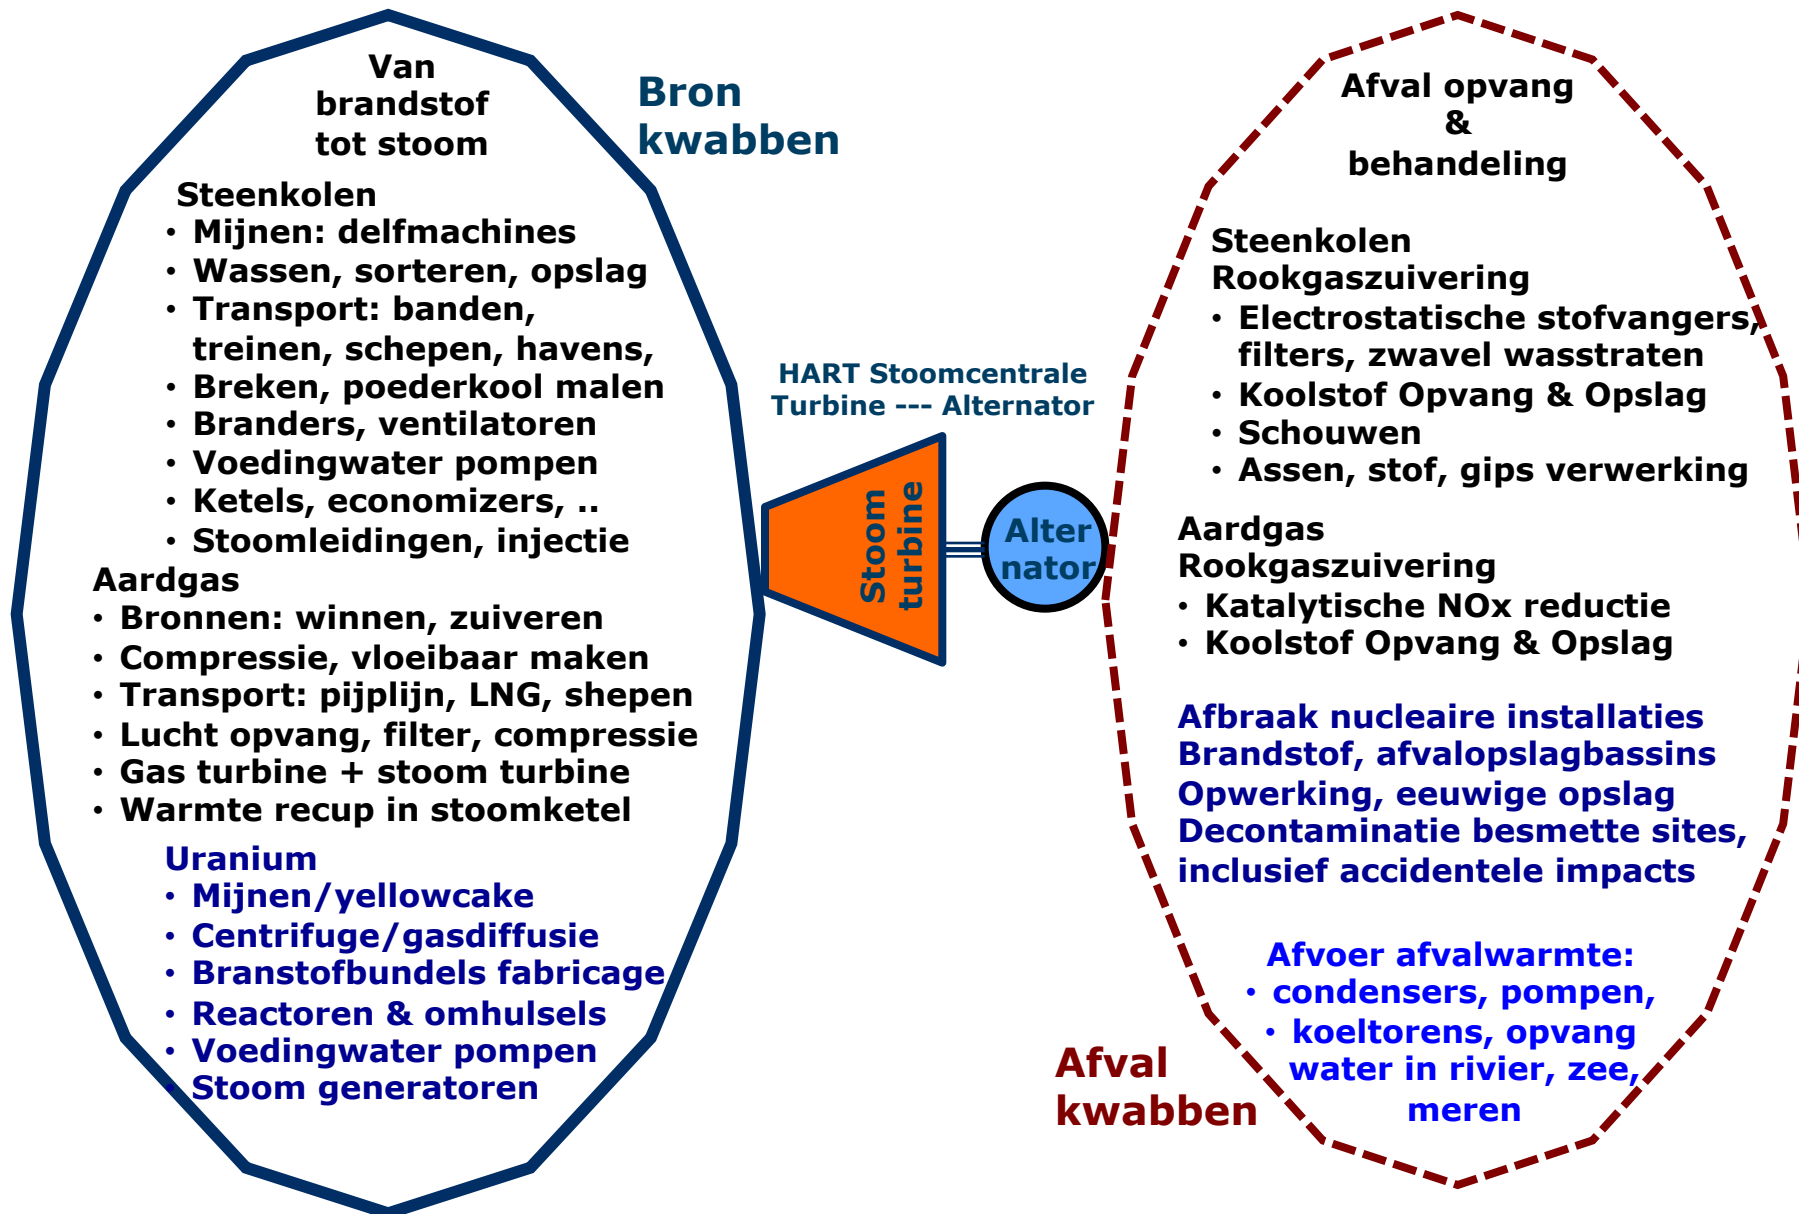 Van
brandstof
tot stoom
Bron
kwabben
Steenkolen
• Mijnen: delfmachines
• Wassen, sorteren, opslag
• Transport: banden,
treinen, schepen, havens,
• Breken, poederkool malen
• Branders, ventilatoren
• Voedingwater pompen
• Ketels, economizers, ..
• Stoomleidingen, injectie
Aardgas
• Bronnen: winnen, zuiveren
• Compressie, vloeibaar maken
• Transport: pijplijn, LNG, shepen
• Lucht opvang, filter, compressie
• Gas turbine + stoom turbine
• Warmte recup in stoomketel
Uranium
• Mijnen/yellowcake
• Centrifuge/gasdiffusie
• Branstofbundels fabricage
• Reactoren & omhulsels
• Voedingwater pompen
• Stoom generatoren
HART Stoomcentrale
Turbine --- Alternator
Stoom
turbine
Alter
nator
Afval opvang
&
behandeling
Steenkolen
Rookgaszuivering
• Electrostatische stofvangers,
filters, zwavel wasstraten
• Koolstof Opvang & Opslag
• Schouwen
• Assen, stof, gips verwerking
Aardgas
Rookgaszuivering
• Katalytische NOx reductie
• Koolstof Opvang & Opslag
Afbraak nucleaire installaties
Brandstof, afvalopslagbassins
Opwerking, eeuwige opslag
Decontaminatie besmette sites,
inclusief accidentele impacts
Afvoer afvalwarmte:
• condensers, pompen,
• koeltorens, opvang
water in rivier, zee,
meren
Afval
kwabben